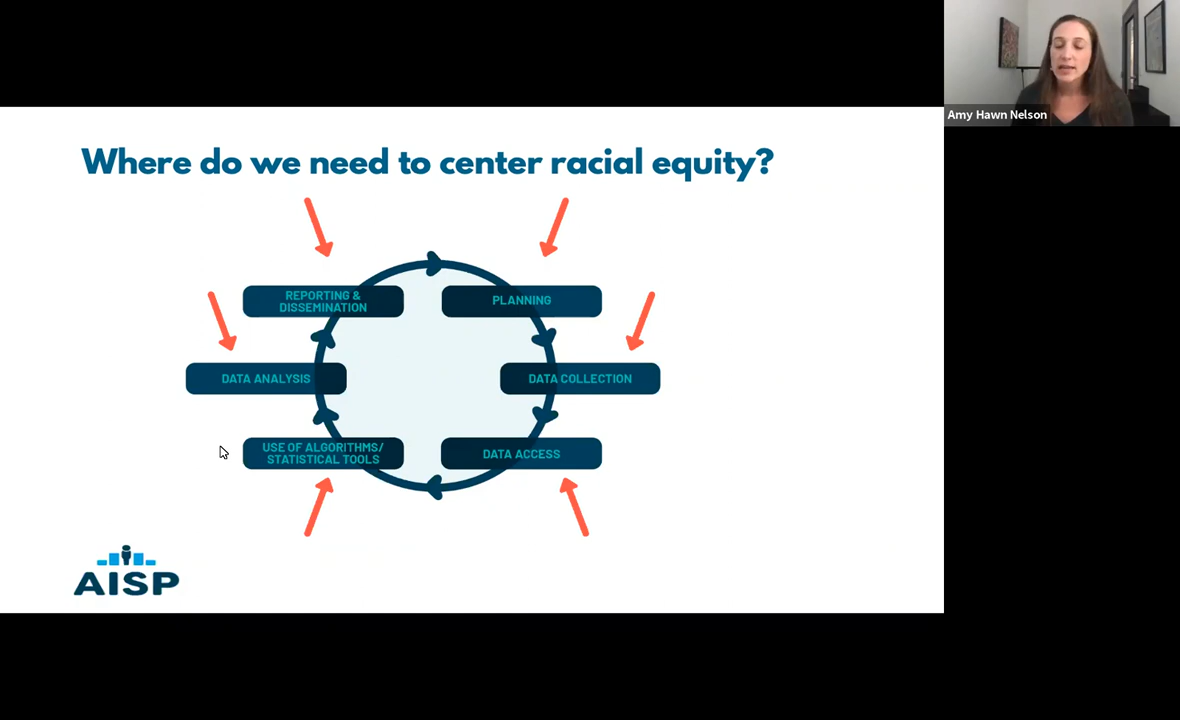 Amy Hawn Nelson
Where do we need to center racial equity?
REPORTING &
DISSEMINATION
PLANNING
DATA ANALYSIS
DATA COLLECTION
USE OF ALGORITHMS/
STATISTICAL TOOLS
DATA ACCESS
AISP